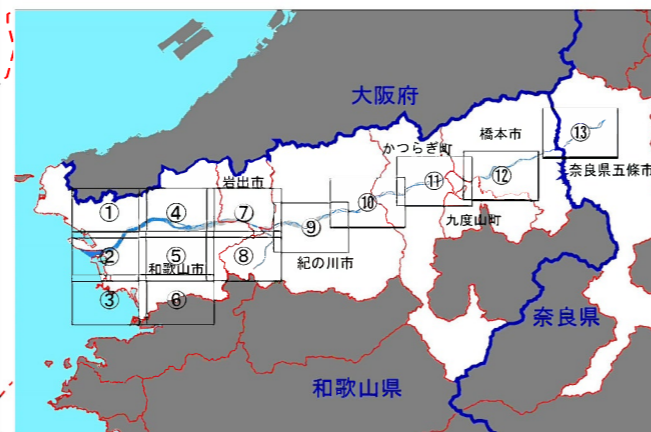 大阪府
橋本市
⑬
かつらぎ町
奈良県五條市
岩出市
⑪
⑫
①
④
⑦
⑨
⑩
九度山町
②
⑤
和歌山市
⑧
紀の川市
③
⑥
奈良県
和歌山県